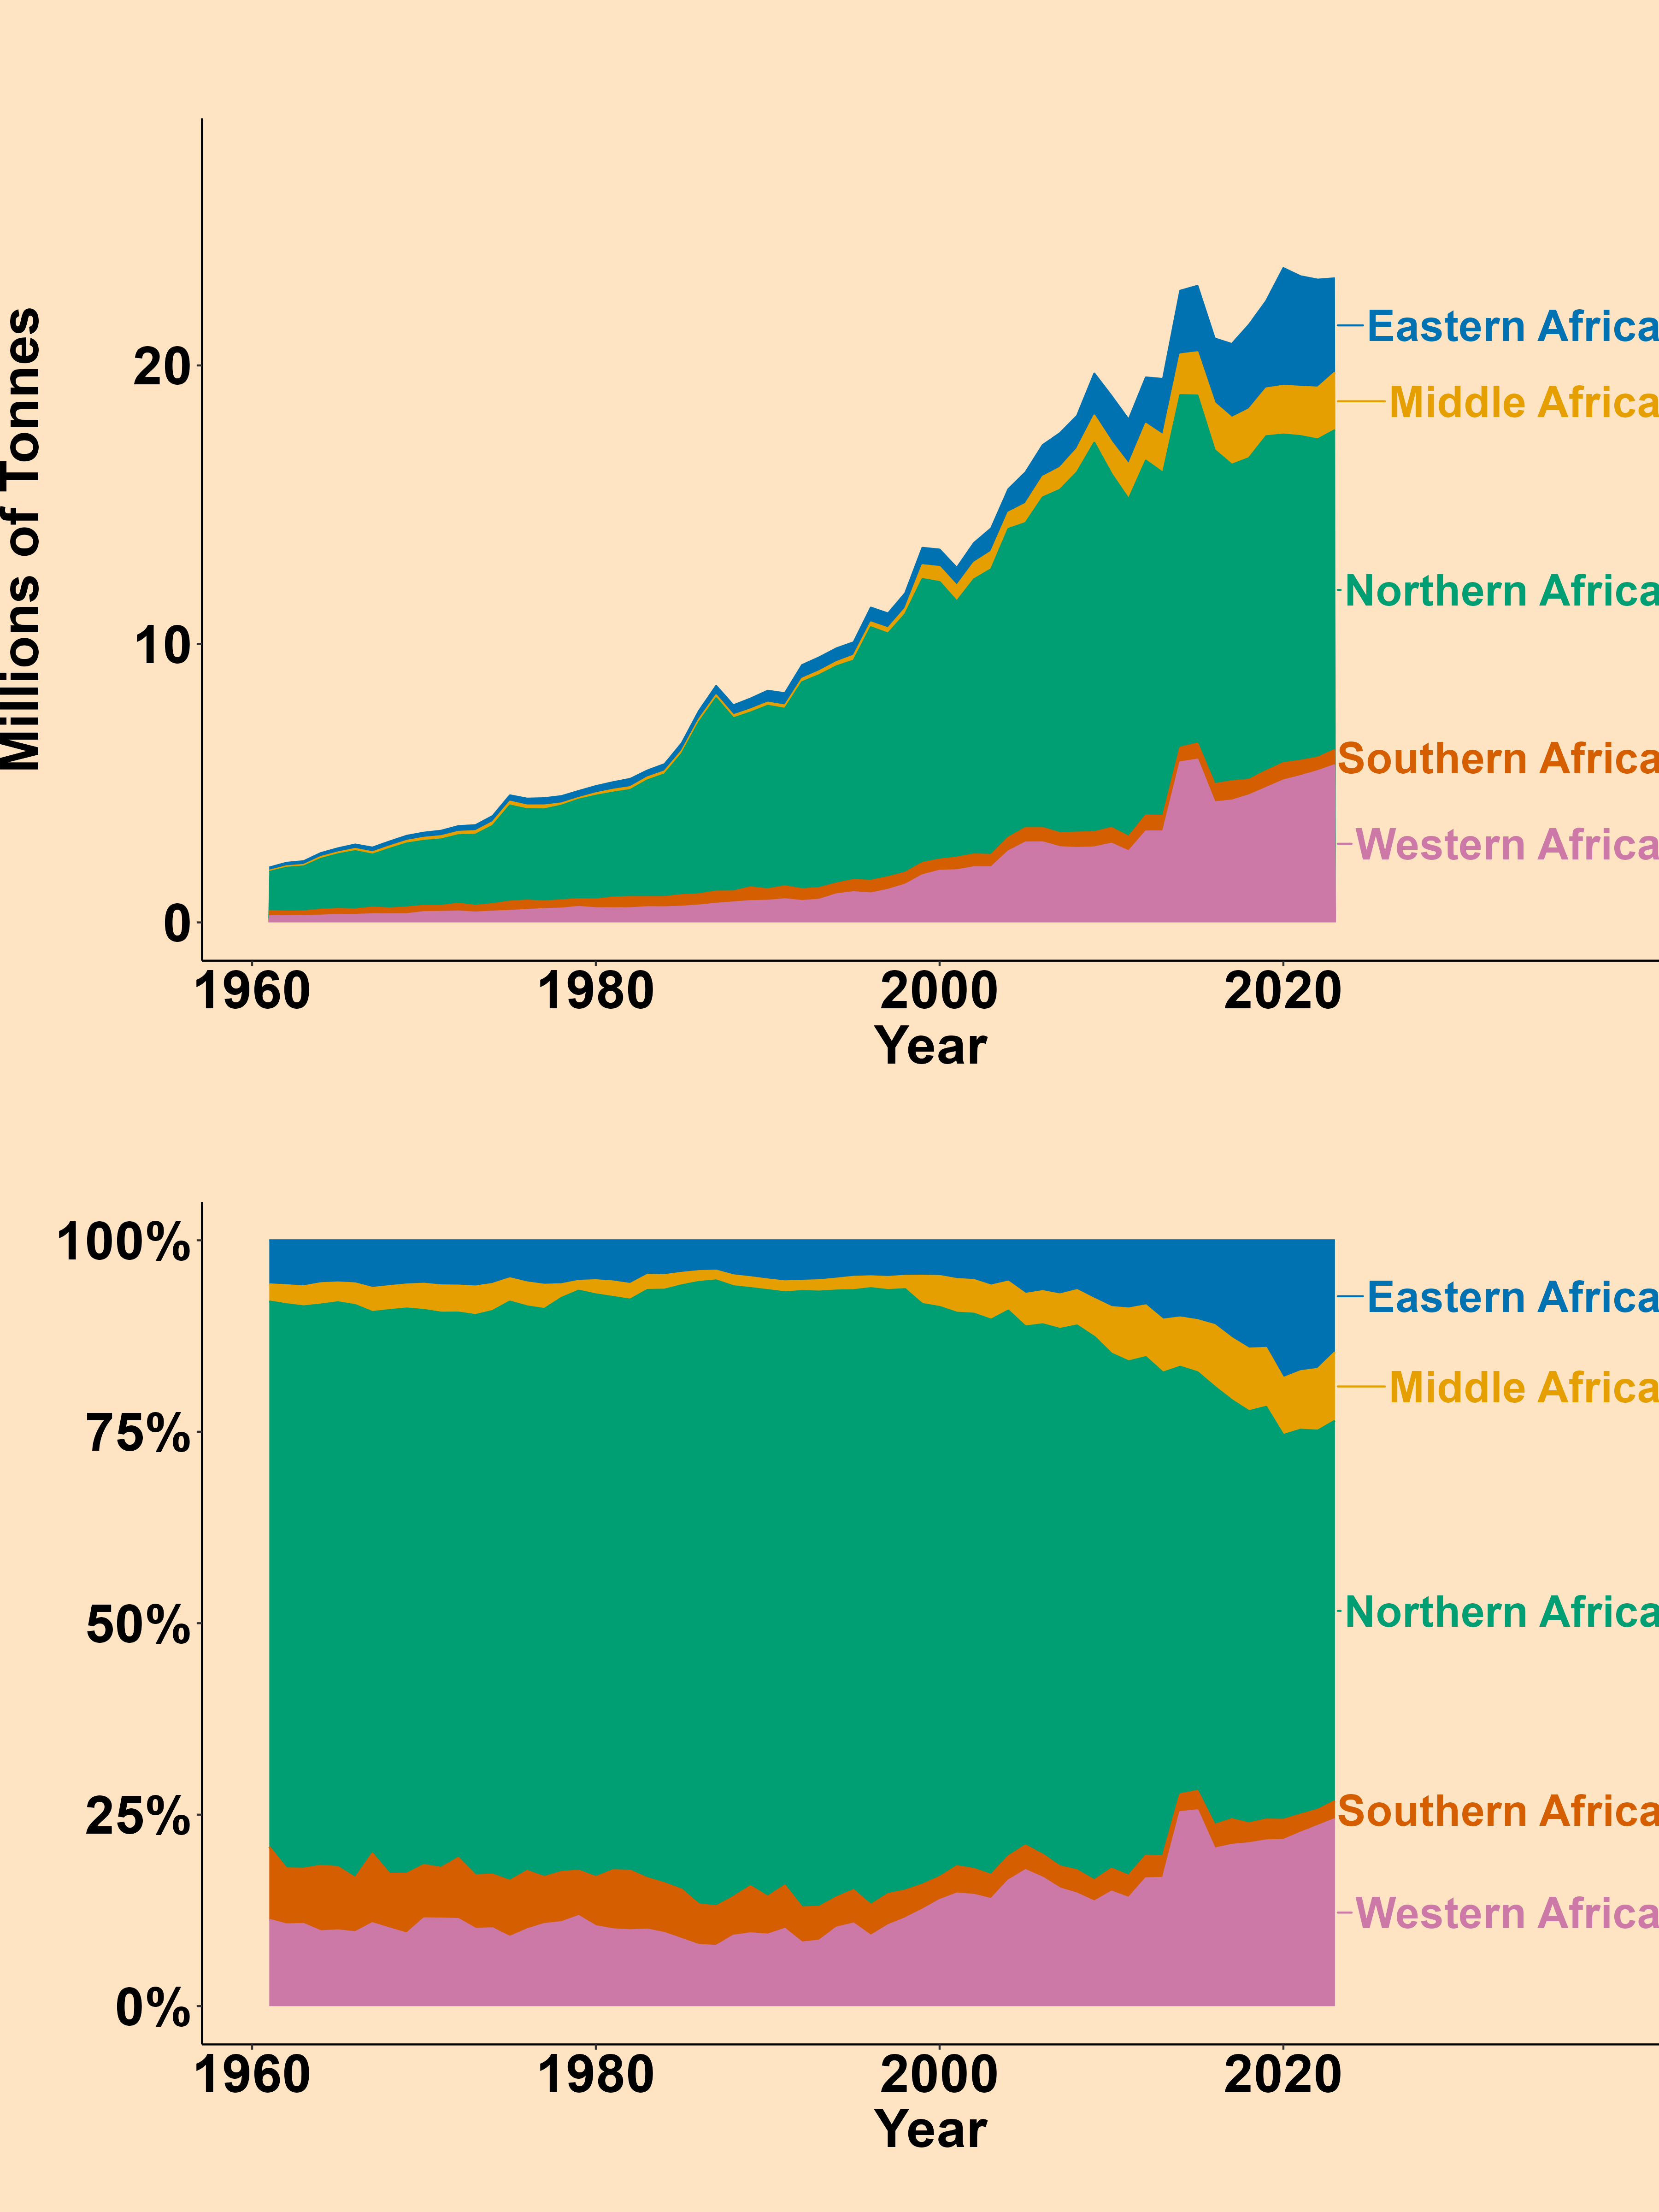 Millions of Tonnes
20
10
0
Eastern Africa
Middle Africa
Northern Africa
Southern Africa
Western Africa
1960 1980 2000 2020
Year
100%
75%
50%
25%
0%
Eastern Africa
Middle Africa
Northern Africa
Southern Africa
Western Africa
1960 1980 2000 2020
Year